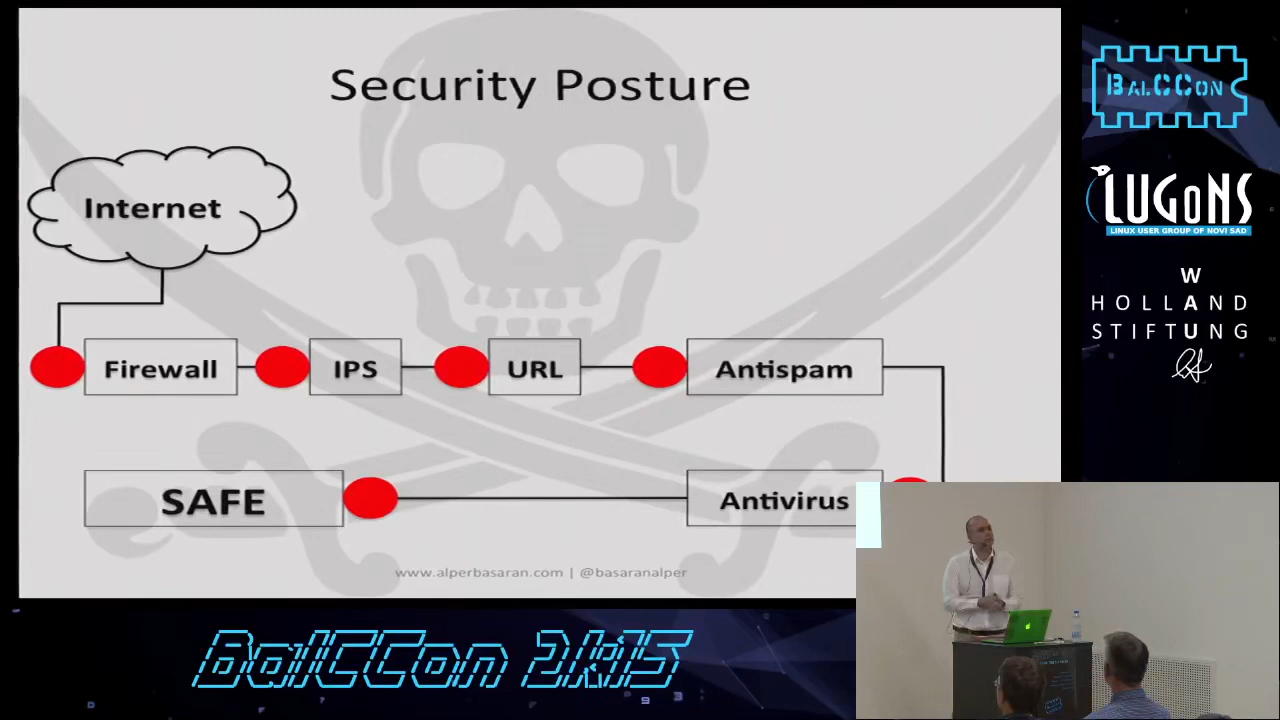 Security Posture
Internet
Firewall
IPS
URL
Antispam
SAFE
Antivirus
www.alperbasaran.com | @basaranalper
BALCCON
LUGoNS
LINUX USER GROUP OF NOVI SAD
WAU
HOLLAND
STIFTUNG
BalCCon 2k15